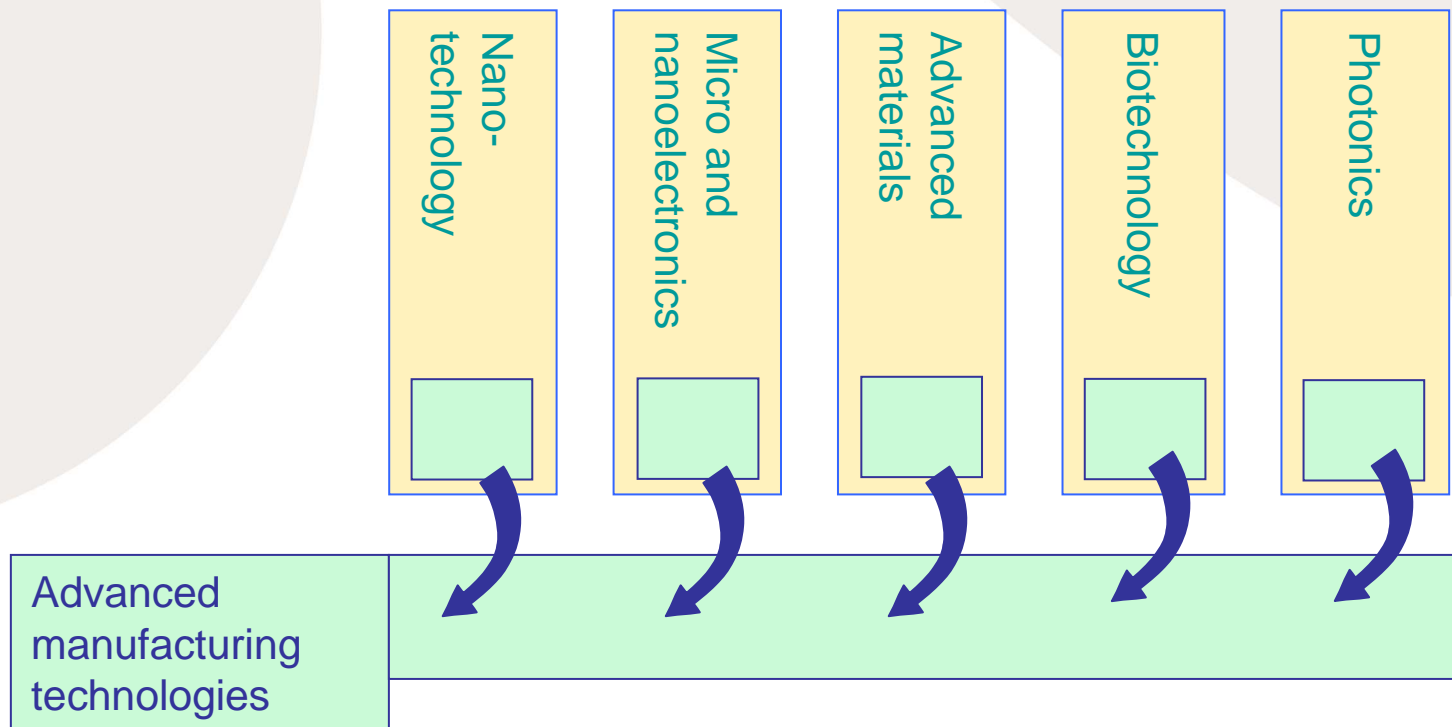 Nano-
technology
Micro and
nanoelectronics
Advanced
materials
Biotechnology
Photonics
Advanced
manufacturing
technologies